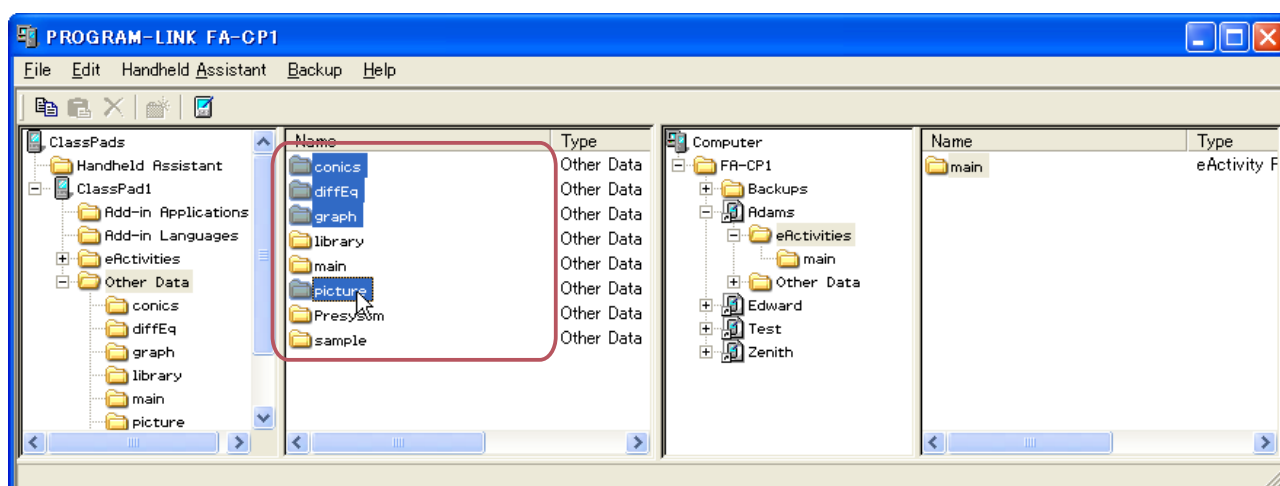 PROGRAM-LINK FA-CP1
File Edit Handheld Assistant Backup Help
ClassPads
Handheld Assistant
ClassPad1
Add-in Applications
Add-in Languages
eActivities
Other Data
conics
diffEq
graph
library
main
picture
Name Type
conics Other Data
diffEq Other Data
graph Other Data
library Other Data
main Other Data
picture Other Data
Other Data
sample Other Data
Computer
FA-CP1
Backups
Adams
eActivities
main
Other Data
Edward
Test
Zenith
Name Type
main eActivity F